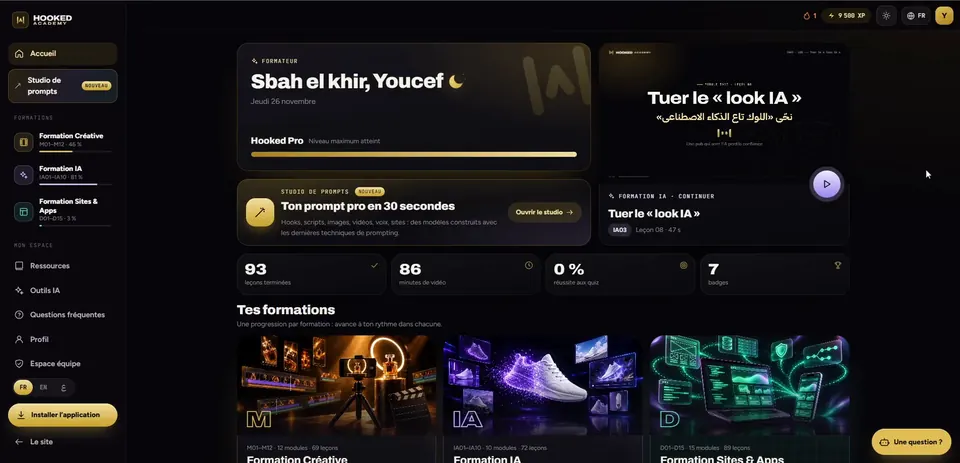 HOOKED
ACADEMY
Accueil
Studio de
prompts
NOUVEAU
FORMATIONS
Formation Créative
M01–M12 · 46 %
Formation IA
IA01–IA10 · 81 %
Formation Sites &
Apps
D01–D15 · 3 %
MON ESPACE
Ressources
Outils IA
Questions fréquentes
Profil
Espace équipe
FR EN ع
Installer l'application
Le site
1
9 500 XP
FR
Y
FORMATEUR
Sbah el khir, Youcef
Jeudi 26 novembre
Hooked Pro Niveau maximum atteint
STUDIO DE PROMPTS NOUVEAU
Ton prompt pro en 30 secondes
Hooks, scripts, images, vidéos, voix, sites : des modèles construits avec
les dernières techniques de prompting.
Ouvrir le studio →
HOOKED ACADEMY
Tuer le « look IA »
نحّي «اللوك تاع الذكاء الاصطناعي»
FORMATION IA · CONTINUER
Tuer le « look IA »
IA03 Leçon 08 · 47 s
93
leçons terminées
86
minutes de vidéo
0 %
réussite aux quiz
7
badges
Tes formations
Une progression par formation : avance à ton rythme dans chacune.
M
IA
D
M01–M12 · 12 modules · 69 leçons
Formation Créative
IA01–IA10 · 10 modules · 72 leçons
Formation IA
D01–D15 · 15 modules · 89 leçons
Formation Sites & Apps
Une question ?